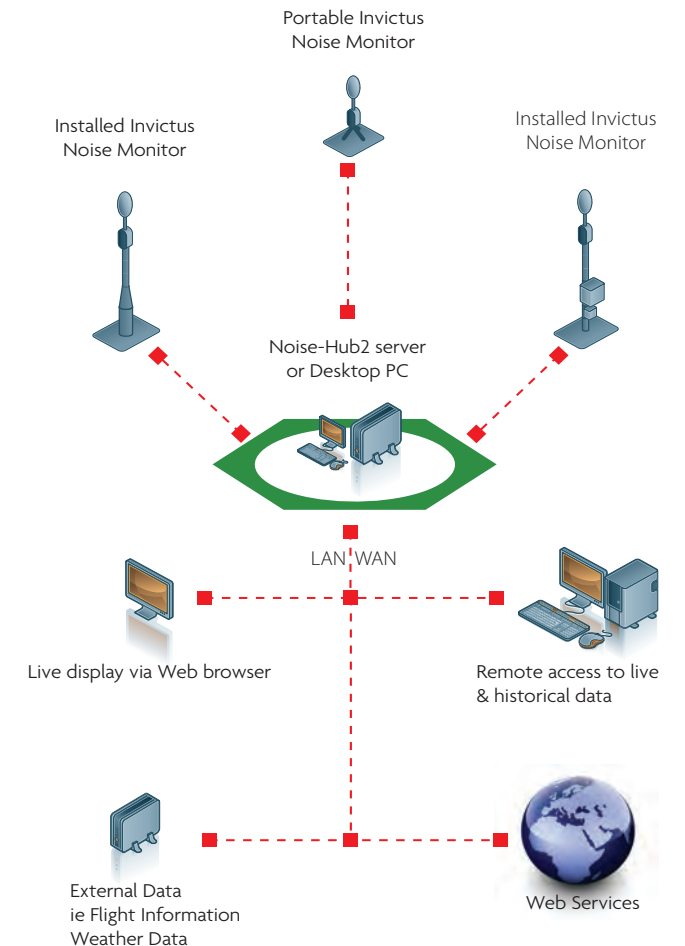 Portable Invictus
Noise Monitor
Installed Invictus
Noise Monitor
Installed Invictus
Noise Monitor
Noise-Hub2 server
or Desktop PC
LAN WAN
Live display via Web browser
Remote access to live
& historical data
External Data
ie Flight Information
Weather Data
Web Services